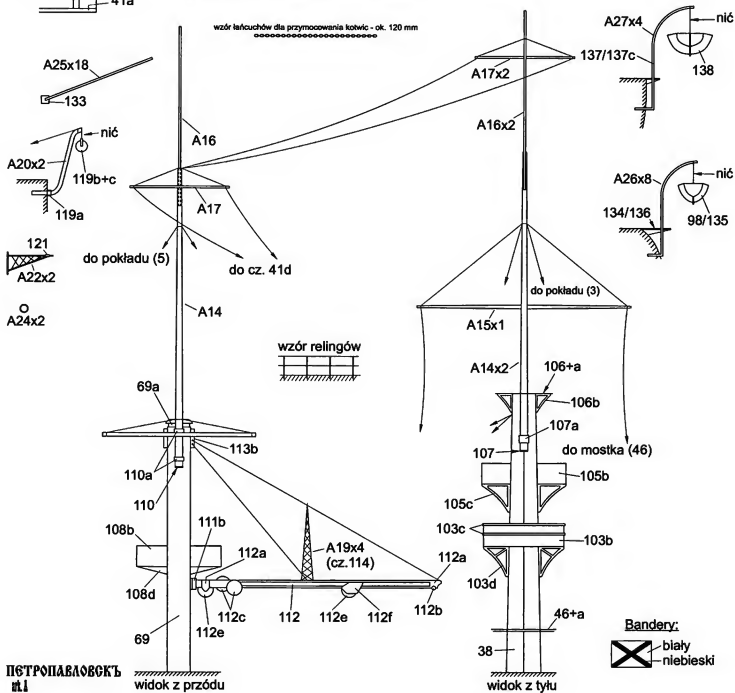 41a
wzór łańcuchów dla przymocowania kotwic - ok. 120 mm
A27x4
nić
137/137c
138
A25x18
133
A17x2
A16
A16x2
nić
A20x2
119b+c
119a
A17
A26x8
nić
134/136
98/135
121
A22x2
do pokładu (5)
do cz. 41d
do pokładu (3)
A24x2
A14
A15x1
wzór relingów
A14x2
106+a
106b
69a
107a
113b
107
do mostka (46)
110a
110
105b
105c
108b
111b
112a
A19x4
(cz.114)
103c
103b
108d
112a
103d
112c
112
112e
112f
112b
112e
46+a
69
38
Bandery:
biały
niebieski
ПЕТРОПАВЛОВСКЪ
widok z przódu
widok z tyłu